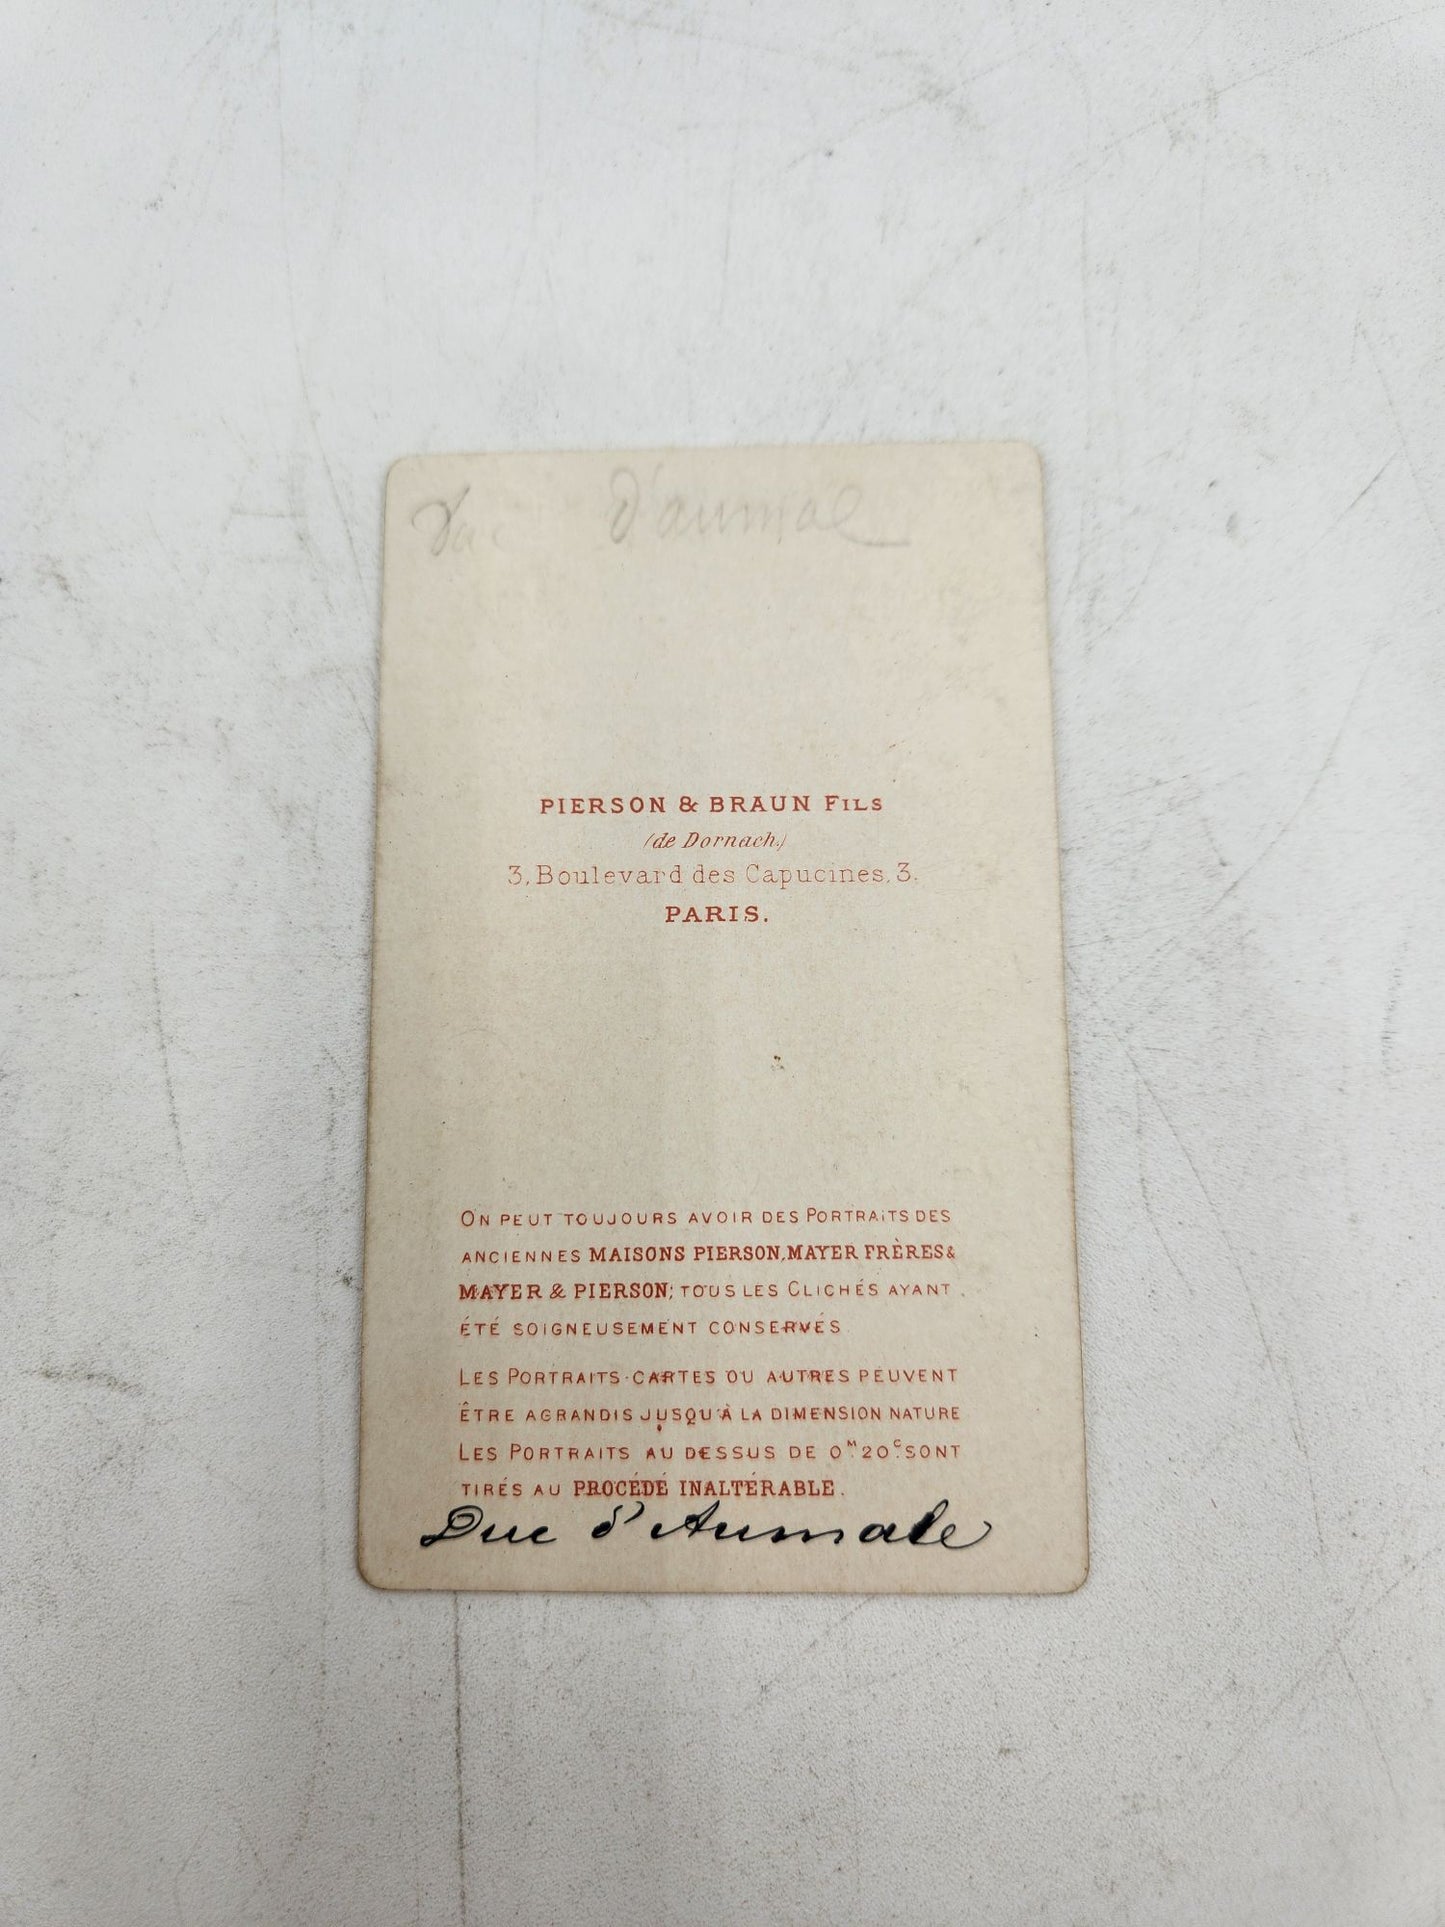 Duc d'aumal
PIERSON & BRAUN FILS
(de Dornach.)
3, Boulevard des Capucines, 3.
PARIS.
ON PEUT TOUJOURS AVOIR DES PORTRAITS DES
ANCIENNES MAISONS PIERSON, MAYER FRÈRES &
MAYER & PIERSON; TOUS LES CLICHÉS AYANT
ÉTÉ SOIGNEUSEMENT CONSERVÉS
LES PORTRAITS-CARTES OU AUTRES PEUVENT
ÊTRE AGRANDIS JUSQU'À LA DIMENSION NATURE
LES PORTRAITS AU DESSUS DE 0M.20C. SONT
TIRÉS AU PROCÉDÉ INALTÉRABLE.
Duc d'Aumale